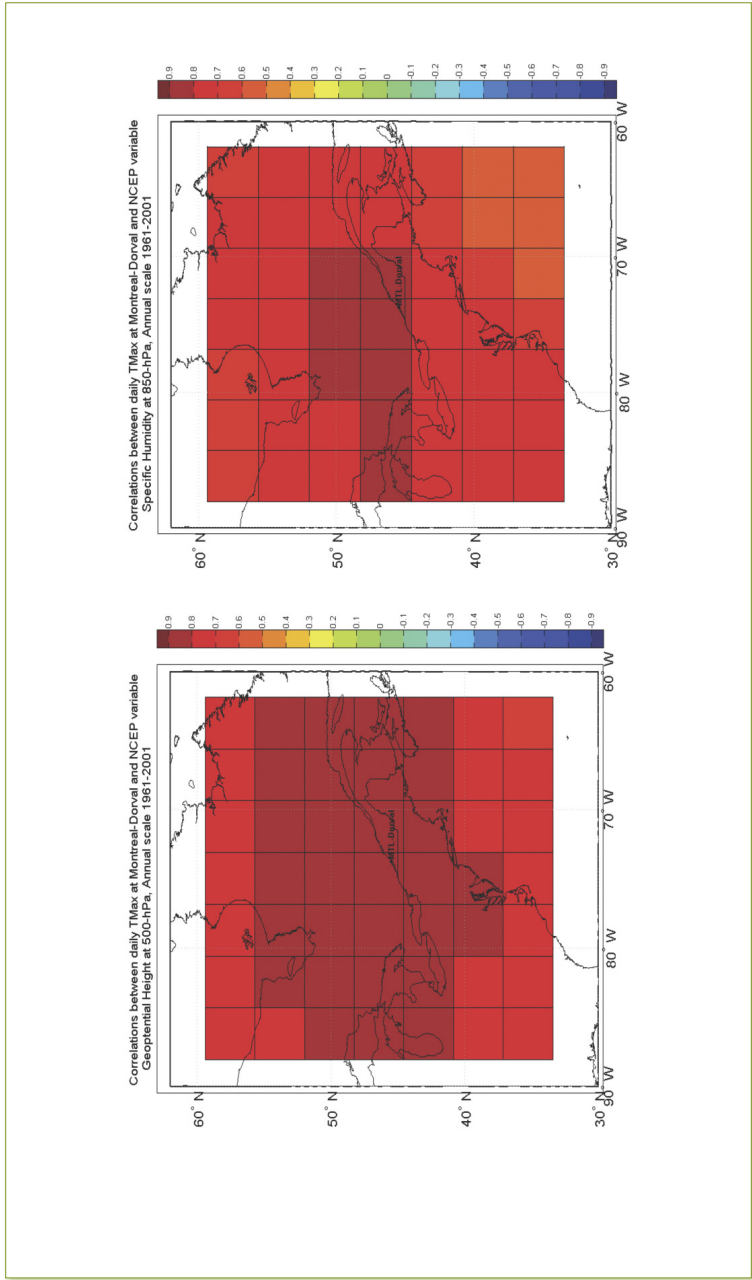 Correlations between daily TMax at Montreal-Dorval and NCEP variable
Geoptential Height at 500-hPa, Annual scale 1961-2001
60° N
50° N
40° N
30° N
90° W
80° W
70° W
60° W
MTL Dorval
0.9
0.8
0.7
0.6
0.5
0.4
0.3
0.2
0.1
0
-0.1
-0.2
-0.3
-0.4
-0.5
-0.6
-0.7
-0.8
-0.9
Correlations between daily TMax at Montreal-Dorval and NCEP variable
Specific Humidity at 850-hPa, Annual scale 1961-2001
60° N
50° N
40° N
30° N
90° W
80° W
70° W
60° W
MTL Dorval
0.9
0.8
0.7
0.6
0.5
0.4
0.3
0.2
0.1
0
-0.1
-0.2
-0.3
-0.4
-0.5
-0.6
-0.7
-0.8
-0.9